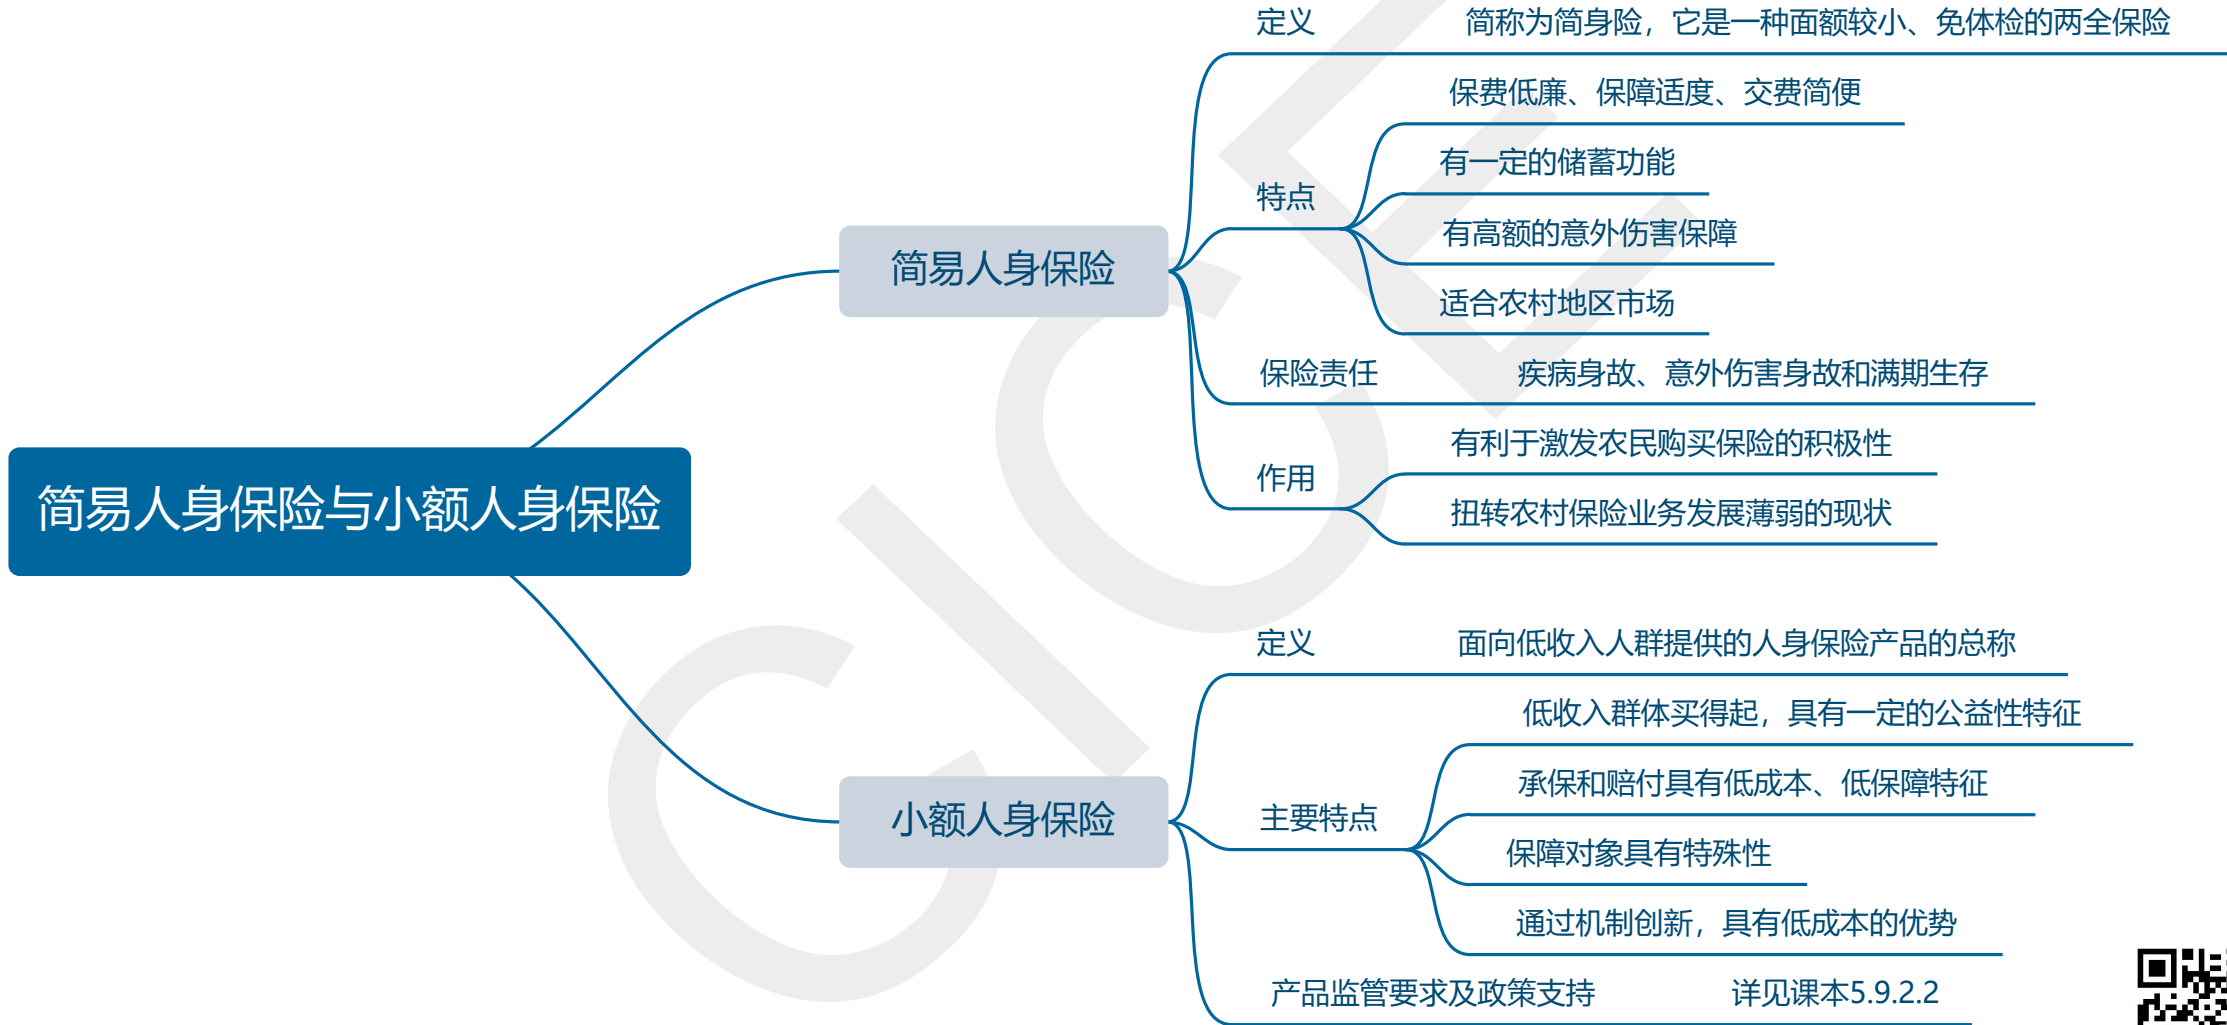 简易人身保险与小额人身保险
简易人身保险
定义
简称为简身险，它是一种面额较小、免体检的两全保险
特点
保费低廉、保障适度、交费简便
有一定的储蓄功能
有高额的意外伤害保障
适合农村地区市场
保险责任
疾病身故、意外伤害身故和满期生存
作用
有利于激发农民购买保险的积极性
扭转农村保险业务发展薄弱的现状
小额人身保险
定义
面向低收入人群提供的人身保险产品的总称
主要特点
低收入群体买得起，具有一定的公益性特征
承保和赔付具有低成本、低保障特征
保障对象具有特殊性
通过机制创新，具有低成本的优势
产品监管要求及政策支持
详见课本5.9.2.2
CICE